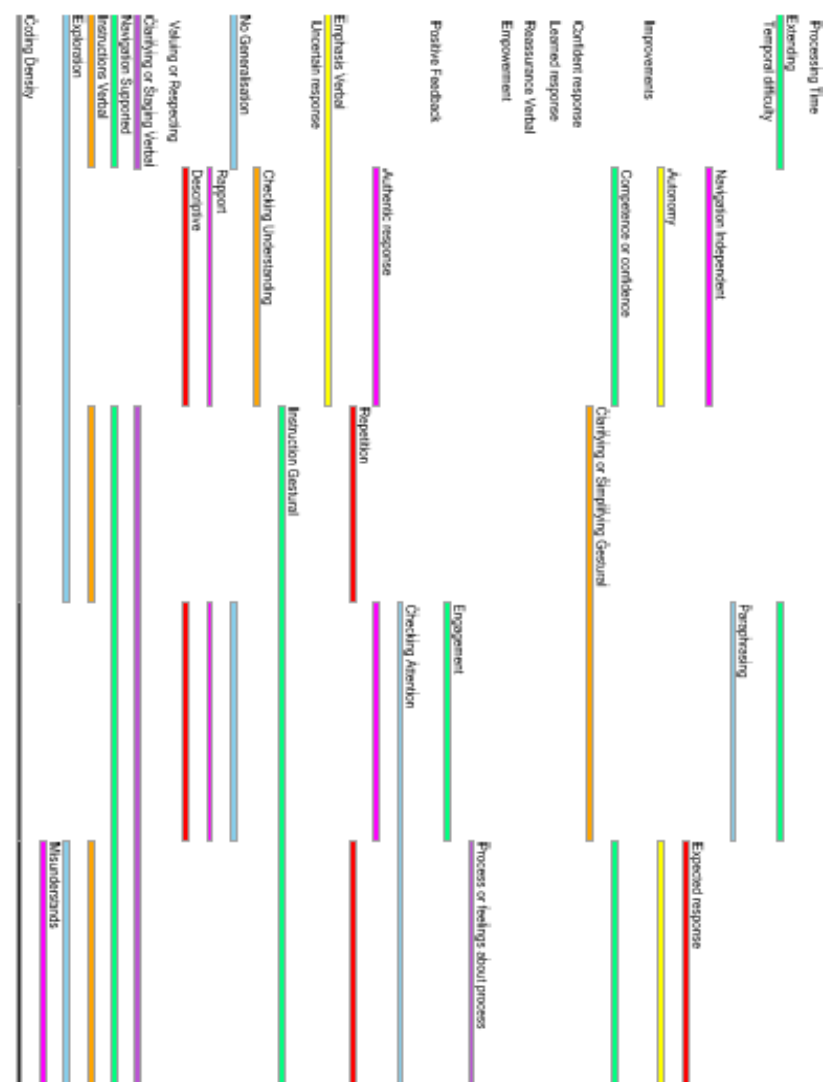 Coding Density
Misunderstands
Exploration
Instructions Verbal
Navigation Supported
Clarifying or Staging Verbal
Valuing or Respecting
Descriptive
Rapport
No Generalisation
Checking Understanding
Instruction Gestural
Uncertain response
Emphasis Verbal
Repetition
Authentic response
Checking Attention
Positive Feedback
Engagement
Process or feelings about process
Empowerment
Reassurance Verbal
Learned response
Confident response
Clarifying or Simplifying Gestural
Competence or confidence
Improvements
Autonomy
Expected response
Navigation Independent
Paraphrasing
Temporal difficulty
Extending
Processing Time